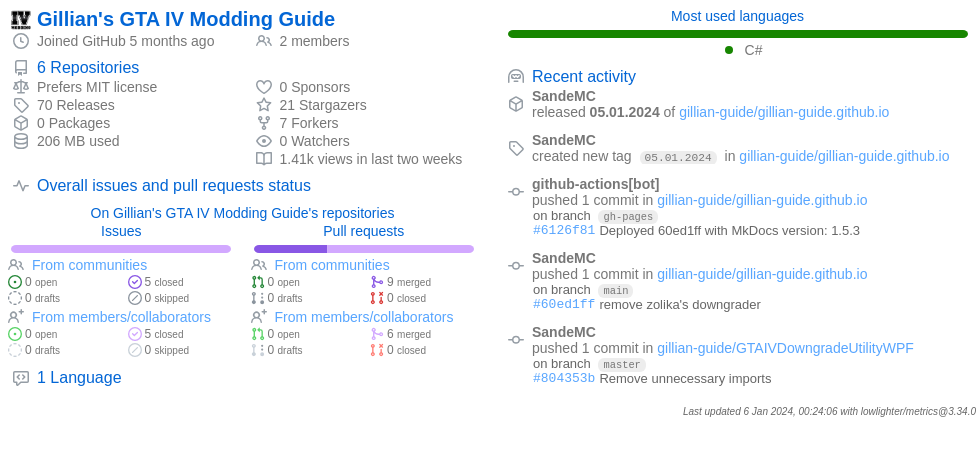 IV
Gillian's GTA IV Modding Guide
Joined GitHub 5 months ago
2 members
6 Repositories
Prefers MIT license
70 Releases
0 Packages
206 MB used
0 Sponsors
21 Stargazers
7 Forkers
0 Watchers
1.41k views in last two weeks
Overall issues and pull requests status
On Gillian's GTA IV Modding Guide's repositories
Issues
From communities
0 open
5 closed
0 drafts
0 skipped
From members/collaborators
0 open
5 closed
0 drafts
0 skipped
Pull requests
From communities
0 open
9 merged
0 drafts
0 closed
From members/collaborators
0 open
6 merged
0 drafts
0 closed
1 Language
Most used languages
C#
Recent activity
SandeMC
released 05.01.2024 of gillian-guide/gillian-guide.github.io
SandeMC
created new tag 05.01.2024 in gillian-guide/gillian-guide.github.io
github-actions[bot]
pushed 1 commit in gillian-guide/gillian-guide.github.io
on branch gh-pages
#6126f81 Deployed 60ed1ff with MkDocs version: 1.5.3
SandeMC
pushed 1 commit in gillian-guide/gillian-guide.github.io
on branch main
#60ed1ff remove zolika's downgrader
SandeMC
pushed 1 commit in gillian-guide/GTAIVDowngradeUtilityWPF
on branch master
#804353b Remove unnecessary imports
Last updated 6 Jan 2024, 00:24:06 with lowlighter/metrics@3.34.0